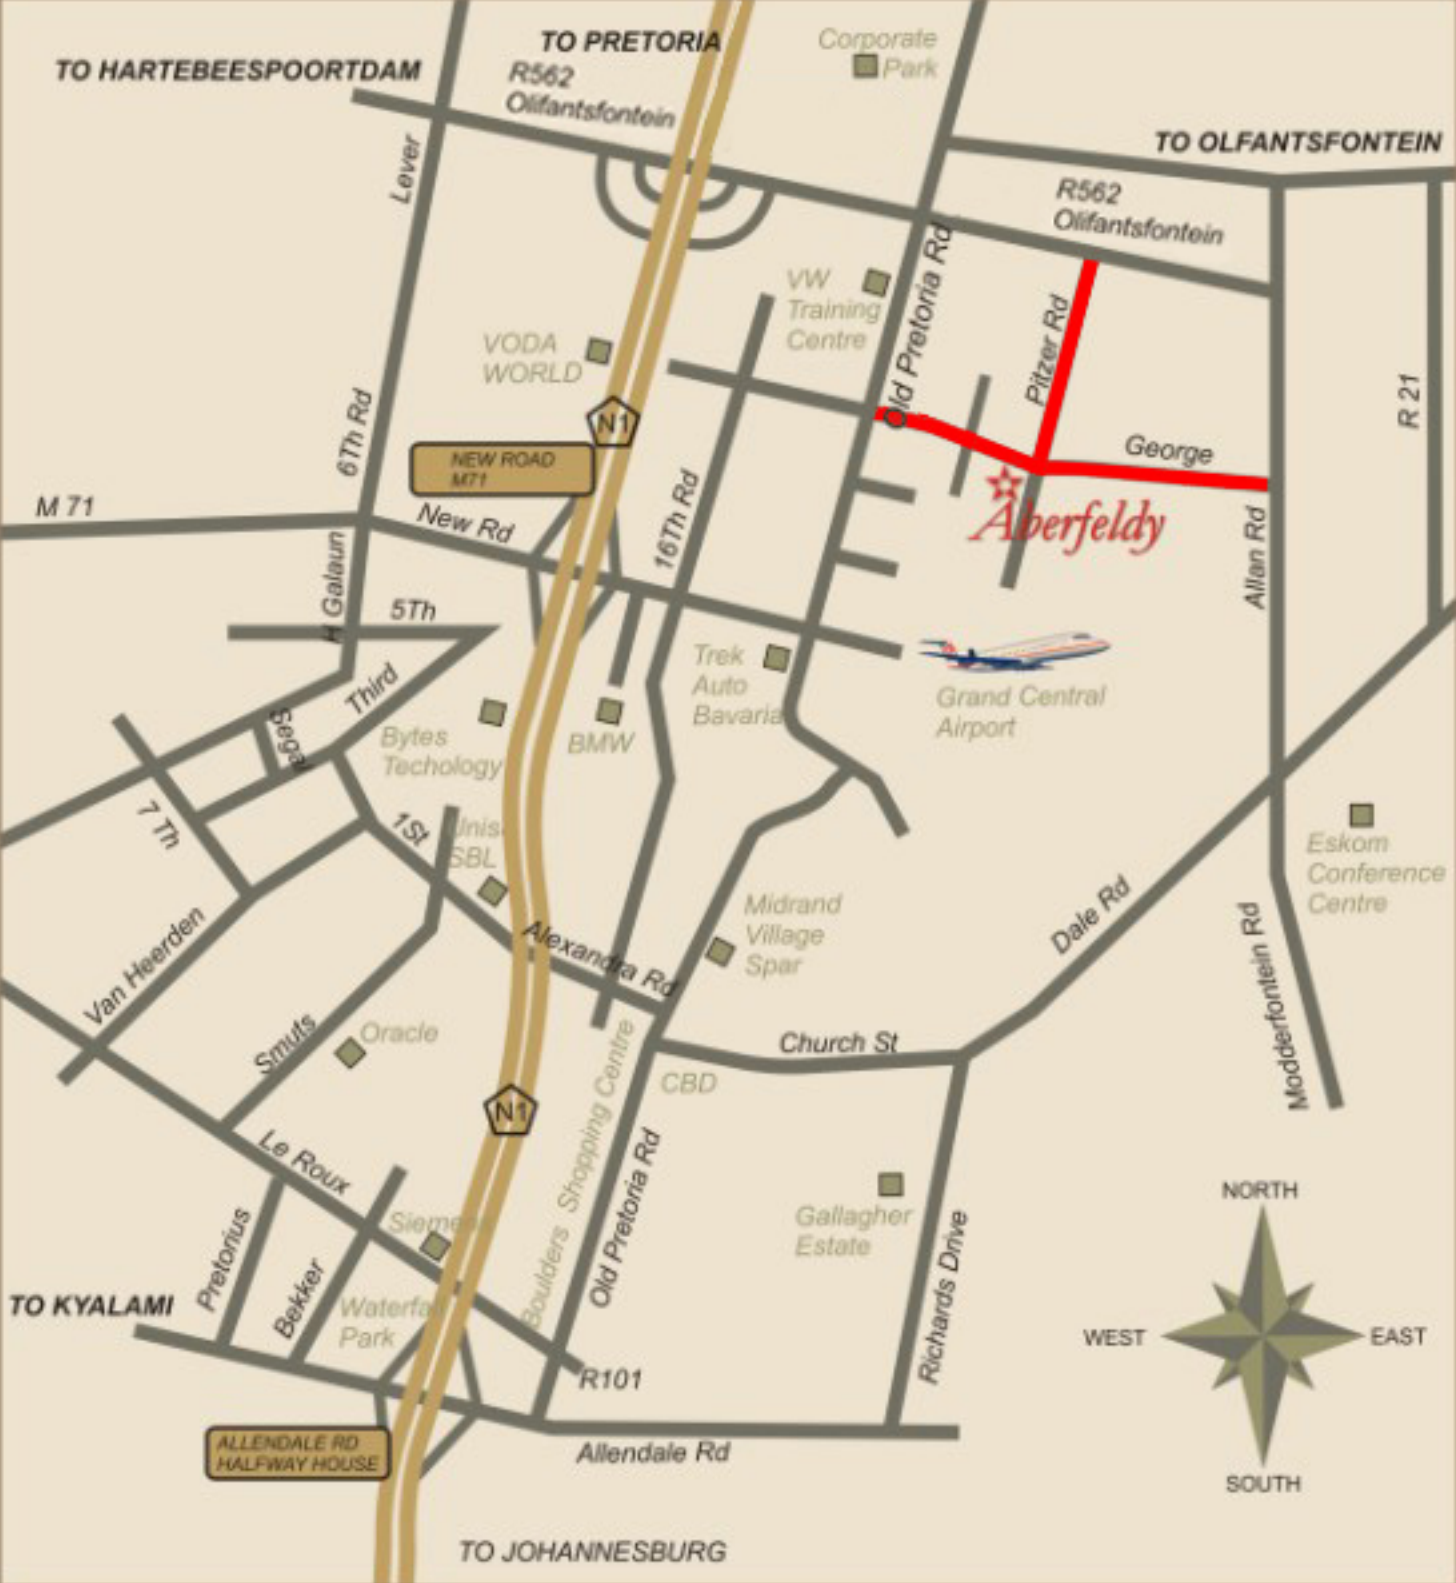 TO PRETORIA
Corporate
Park
TO HARTEBEESPOORTDAM
R562
Olifantsfontein
TO OLFANTSFONTEIN
Lever
R562
Olifantsfontein
Old Pretoria Rd
VW
Training
Centre
Pitzer Rd
VODA
WORLD
R 21
6Th Rd
N1
George
NEW ROAD
M71
M 71
New Rd
16Th Rd
Aberfeldy
Allan Rd
H Galaun
5Th
Trek
Auto
Bavaria
Grand Central
Airport
Third
Segal
Bytes
Techology
BMW
7 Th
1St
Unis
SBL
Eskom
Conference
Centre
Midrand
Village
Spar
Dale Rd
Van Heerden
Alexandra Rd
Modderfontein Rd
Smuts
Oracle
Church St
CBD
N1
Boulders Shopping Centre
Le Roux
Old Pretoria Rd
NORTH
Siemens
Gallagher
Estate
Pretorius
Bekker
Richards Drive
TO KYALAMI
Waterfall
Park
WEST
EAST
R101
ALLENDALE RD
HALFWAY HOUSE
Allendale Rd
SOUTH
TO JOHANNESBURG